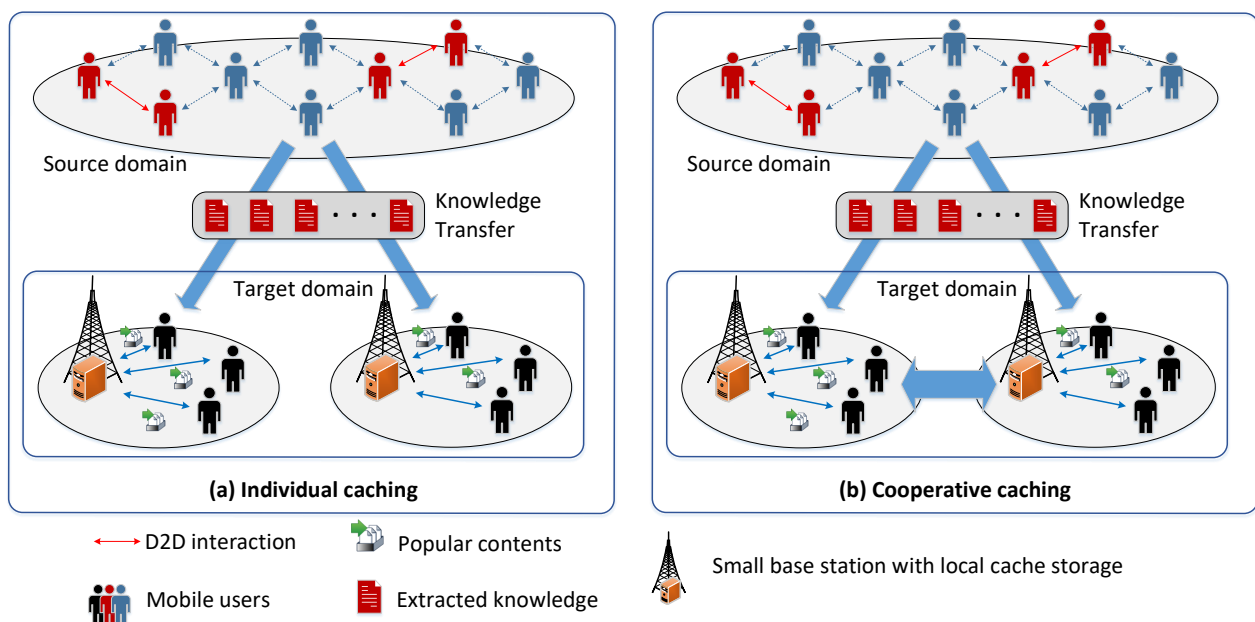 Source domain
Knowledge
Transfer
Target domain
(a) Individual caching
Source domain
Knowledge
Transfer
Target domain
(b) Cooperative caching
D2D interaction
Popular contents
Small base station with local cache storage
Mobile users
Extracted knowledge